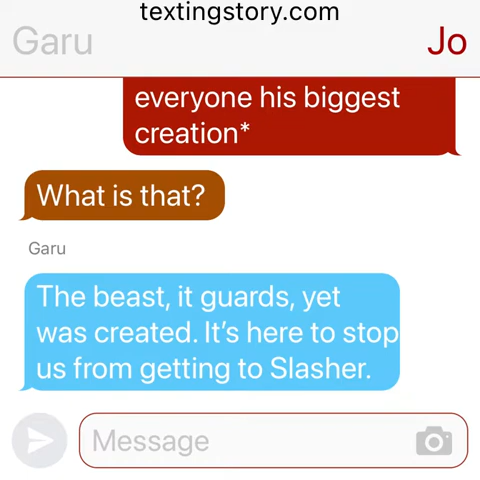 textingstory.com
Garu
Jo
everyone his biggest
creation*
What is that?
Garu
The beast, it guards, yet
was created. It’s here to stop
us from getting to Slasher.
Message